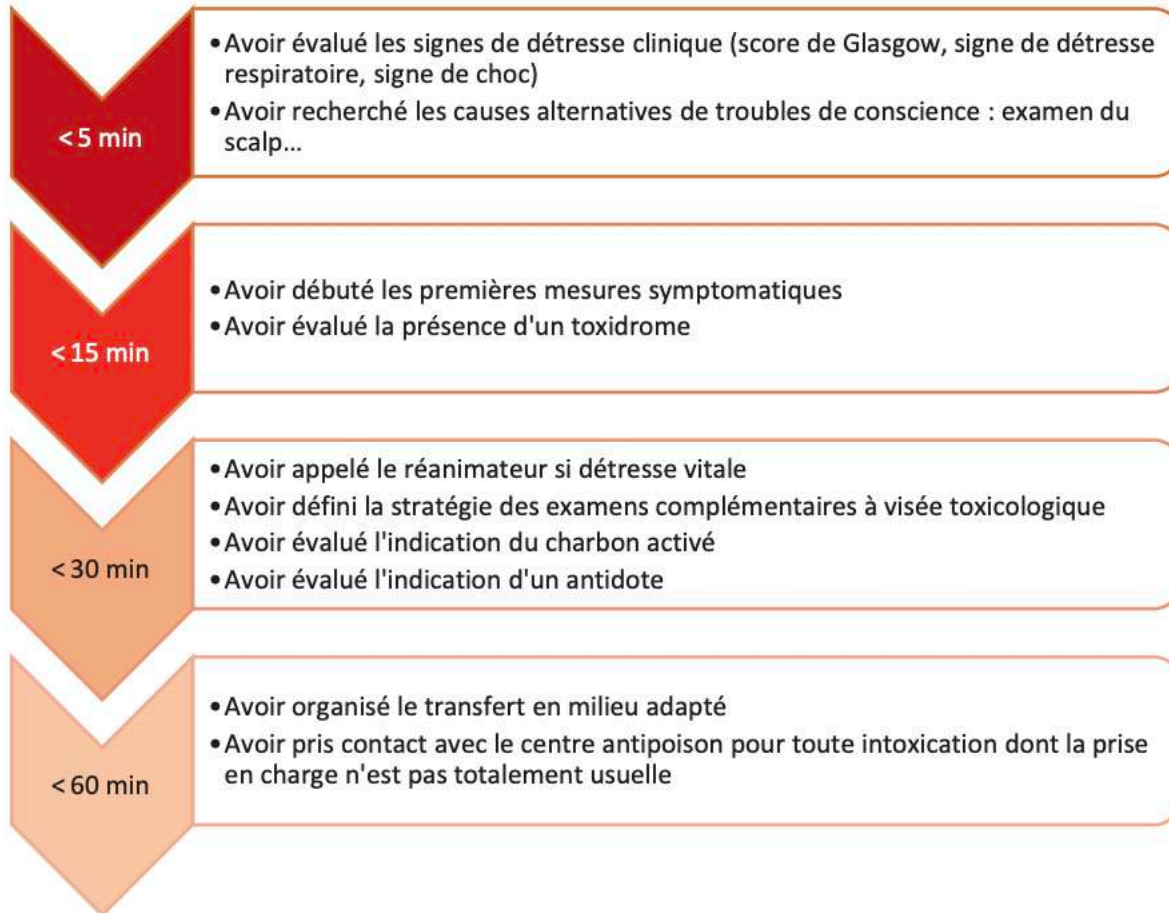 < 5 min
•Avoir évalué les signes de détresse clinique (score de Glasgow, signe de détresse
respiratoire, signe de choc)
•Avoir recherché les causes alternatives de troubles de conscience : examen du
scalp...
< 15 min
•Avoir débuté les premières mesures symptomatiques
•Avoir évalué la présence d'un toxidrome
< 30 min
•Avoir appelé le réanimateur si détresse vitale
•Avoir défini la stratégie des examens complémentaires à visée toxicologique
•Avoir évalué l'indication du charbon activé
•Avoir évalué l'indication d'un antidote
< 60 min
•Avoir organisé le transfert en milieu adapté
•Avoir pris contact avec le centre antipoison pour toute intoxication dont la prise
en charge n'est pas totalement usuelle